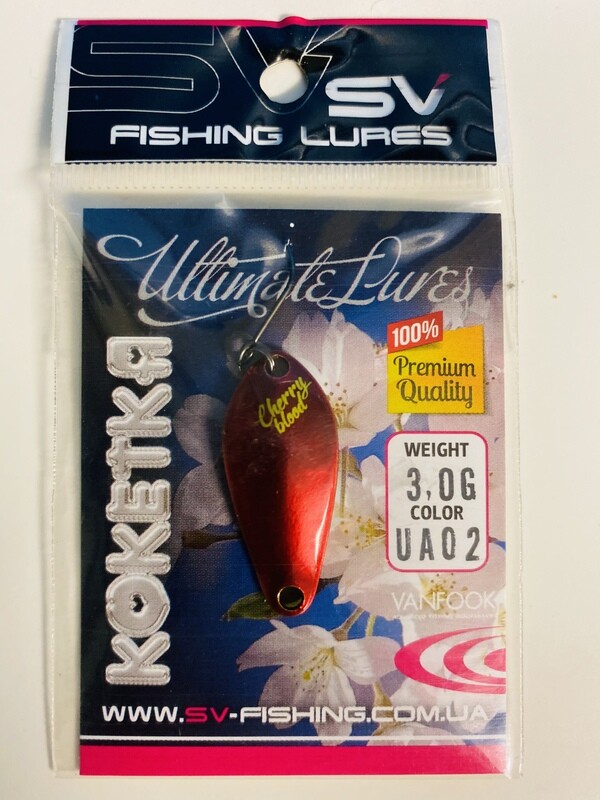 SV
SV
FISHING LURES
Ultimate Lures
КОКЕТКА
100%
Premium
Quality
Cherry
blood
WEIGHT
3,0G
COLOR
UA02
VANFOOK
WWW.SV-FISHING.COM.UA